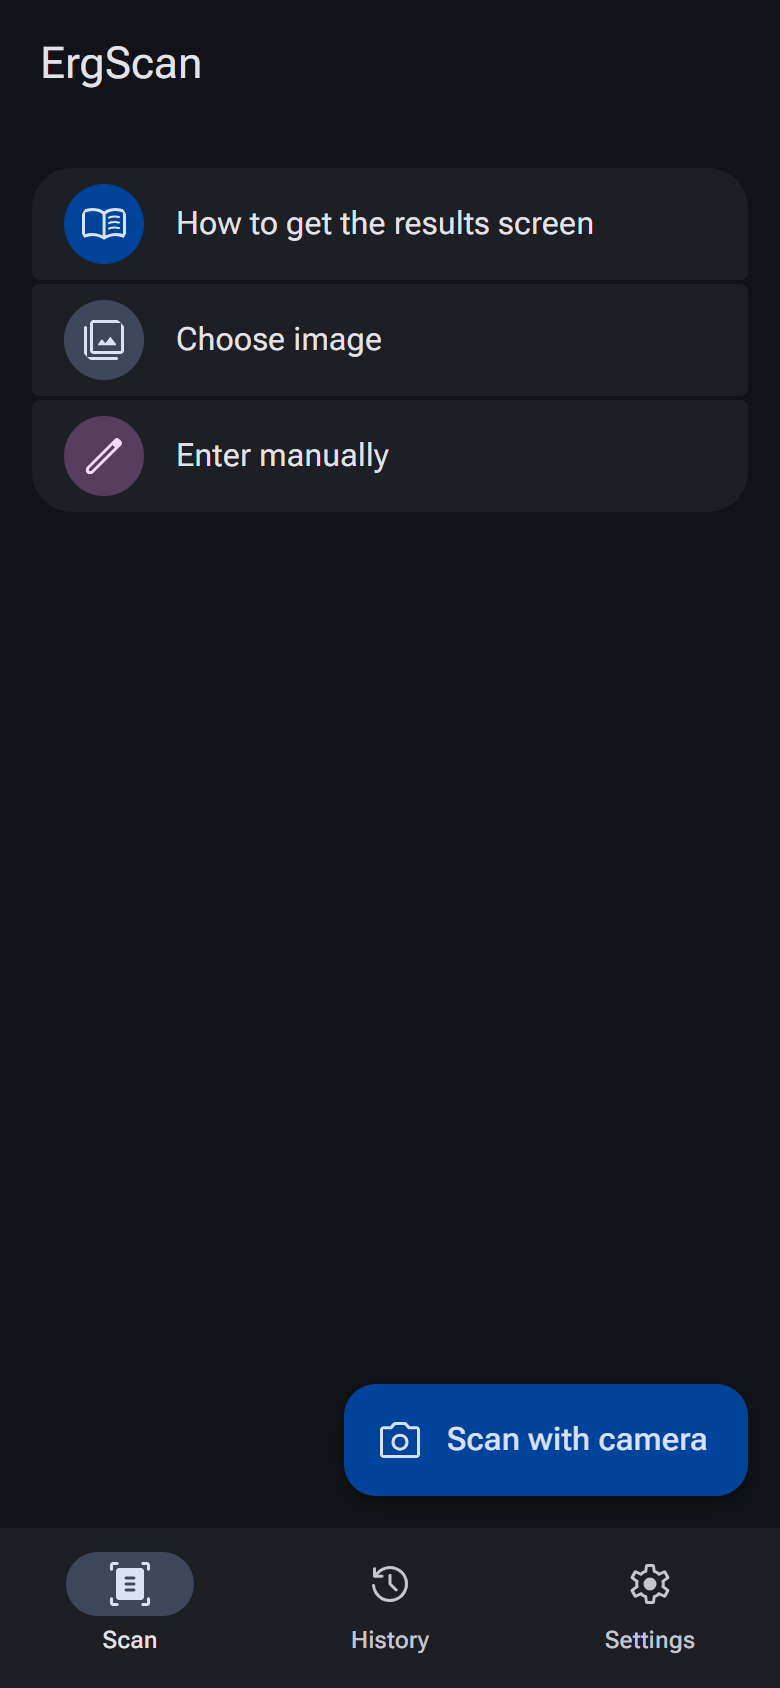 ErgScan
How to get the results screen
Choose image
Enter manually
Scan with camera
Scan
History
Settings